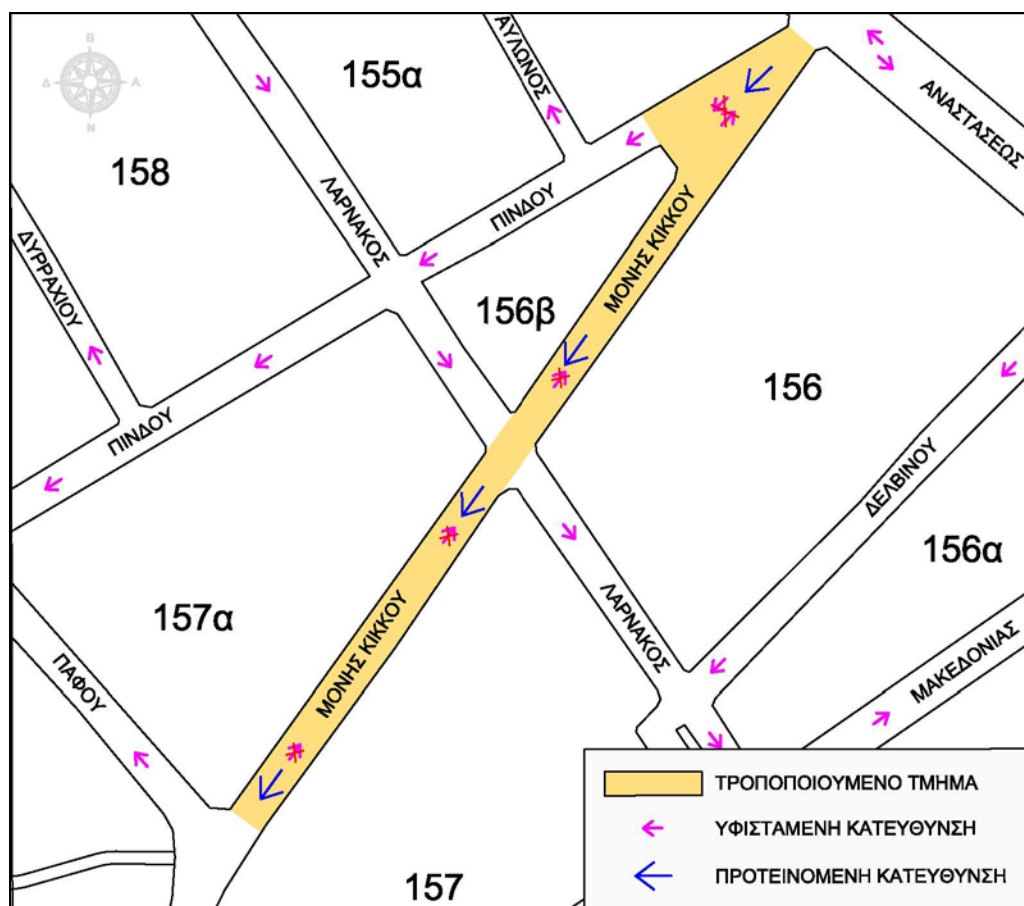 Β
Δ
Α
Ν
155α
ΑΥΛΩΝΟΣ
ΑΝΑΣΤΑΣΕΩΣ
158
ΛΑΡΝΑΚΟΣ
ΠΙΝΔΟΥ
ΜΟΝΗΣ ΚΙΚΚΟΥ
ΔΥΡΡΑΧΙΟΥ
156β
156
ΠΙΝΔΟΥ
ΔΕΛΒΙΝΟΥ
156α
157α
ΛΑΡΝΑΚΟΣ
ΜΟΝΗΣ ΚΙΚΚΟΥ
ΠΑΦΟΥ
ΜΑΚΕΔΟΝΙΑΣ
157
ΤΡΟΠΟΠΟΙΟΥΜΕΝΟ ΤΜΗΜΑ
ΥΦΙΣΤΑΜΕΝΗ ΚΑΤΕΥΘΥΝΣΗ
ΠΡΟΤΕΙΝΟΜΕΝΗ ΚΑΤΕΥΘΥΝΣΗ